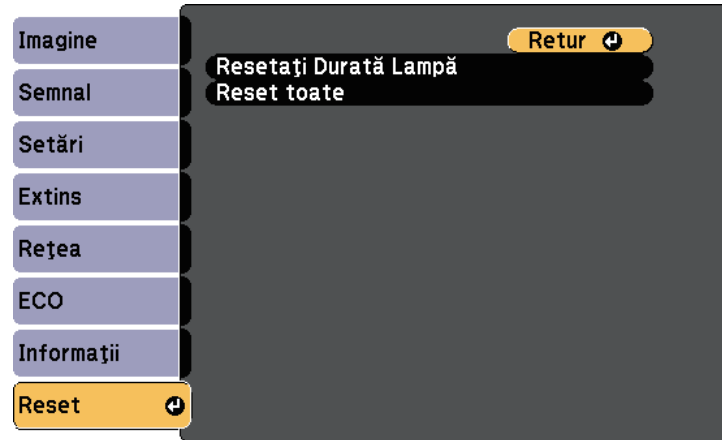 Imagine
Semnal
Setări
Extins
Reţea
ECO
Informaţii
Reset
Retur
Resetaţi Durată Lampă
Reset toate